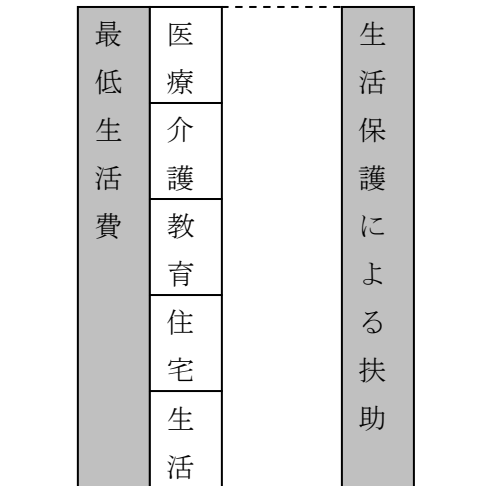 最低生活費
医療
介護
教育
住宅
生活
生活保護による扶助